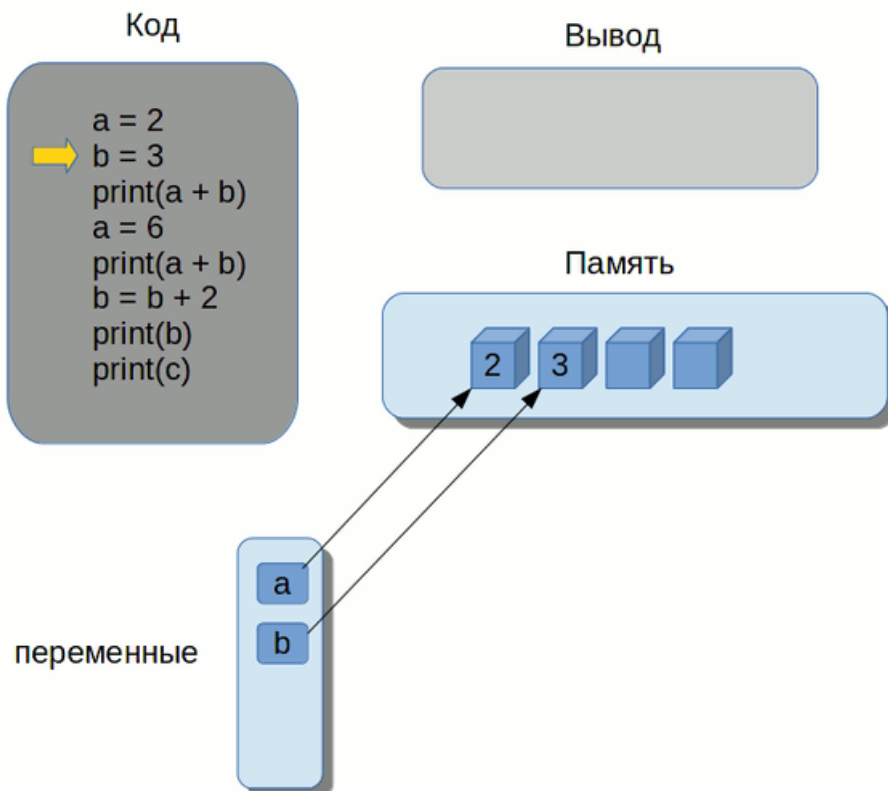 Код
a = 2
b = 3
print(a + b)
a = 6
print(a + b)
b = b + 2
print(b)
print(c)
Вывод
Память
2 3
переменные
a
b